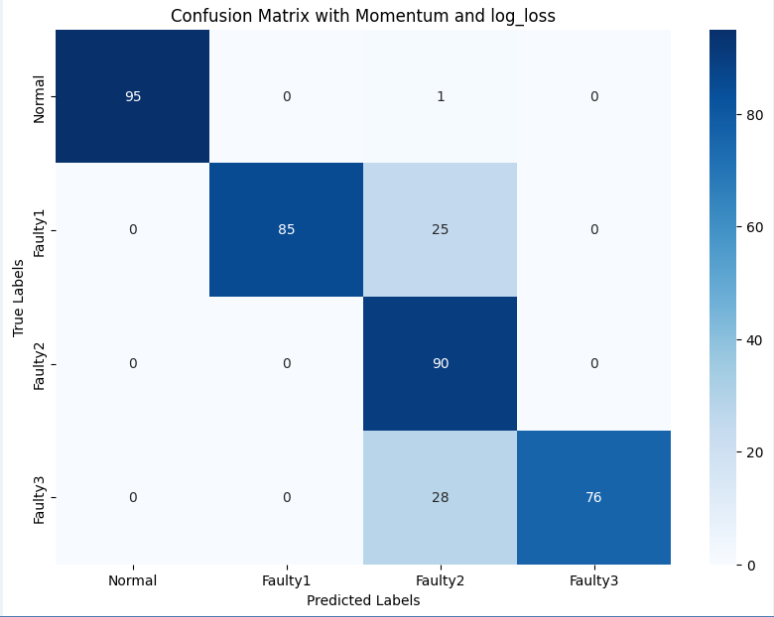 Confusion Matrix with Momentum and log_loss
True Labels
Normal 95 0 1 0
Faulty1 0 85 25 0
Faulty2 0 0 90 0
Faulty3 0 0 28 76
Normal Faulty1 Faulty2 Faulty3
Predicted Labels
80
60
40
20
0